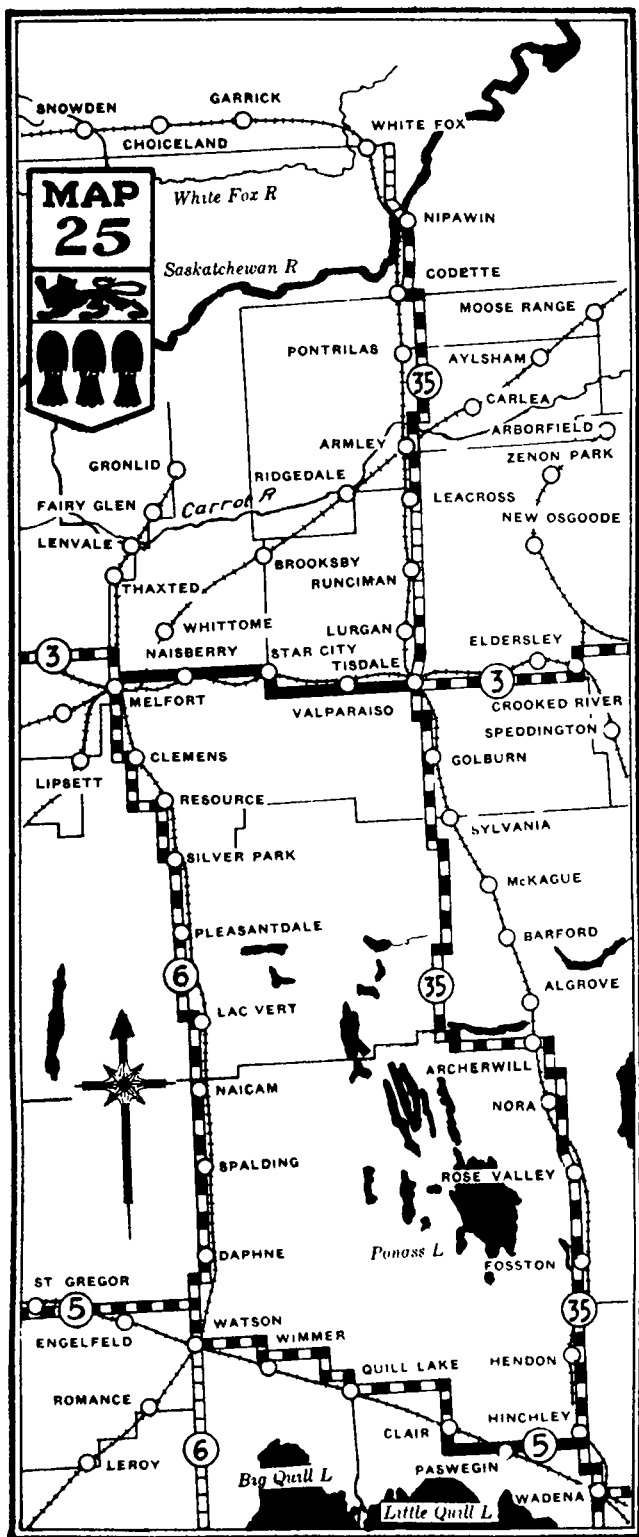 SNOWDEN
GARRICK
CHOICELAND
WHITE FOX
MAP
25
White Fox R
NIPAWIN
Saskatchewan R
CODETTE
MOOSE RANGE
PONTRILAS
AYLSHAM
35
CARLEA
ARBORFIELD
ARMLEY
ZENON PARK
GRONLID
RIDGEDALE
LEACROSS
FAIRY GLEN
Carrot R
NEW OSGOODE
LENVALE
BROOKSBY
RUNCIMAN
THAXTED
WHITTOME
LURGAN
ELDERSLEY
3
NAISBERRY
STAR CITY
TISDALE
3
MELFORT
VALPARAISO
CROOKED RIVER
SPEDDINGTON
CLEMENS
GOLBURN
LIPSETT
RESOURCE
SYLVANIA
SILVER PARK
McKAGUE
PLEASANTDALE
BARFORD
6
35
ALGROVE
LAC VERT
ARCHERWILL
NAICAM
NORA
SPALDING
ROSE VALLEY
DAPHNE
Ponass L
FOSSTON
ST GREGOR
5
35
ENGELFELD
WATSON
WIMMER
HENDON
QUILL LAKE
ROMANCE
HINCHLEY
CLAIR
5
6
LEROY
PASWEGIN
Big Quill L
WADENA
Little Quill L